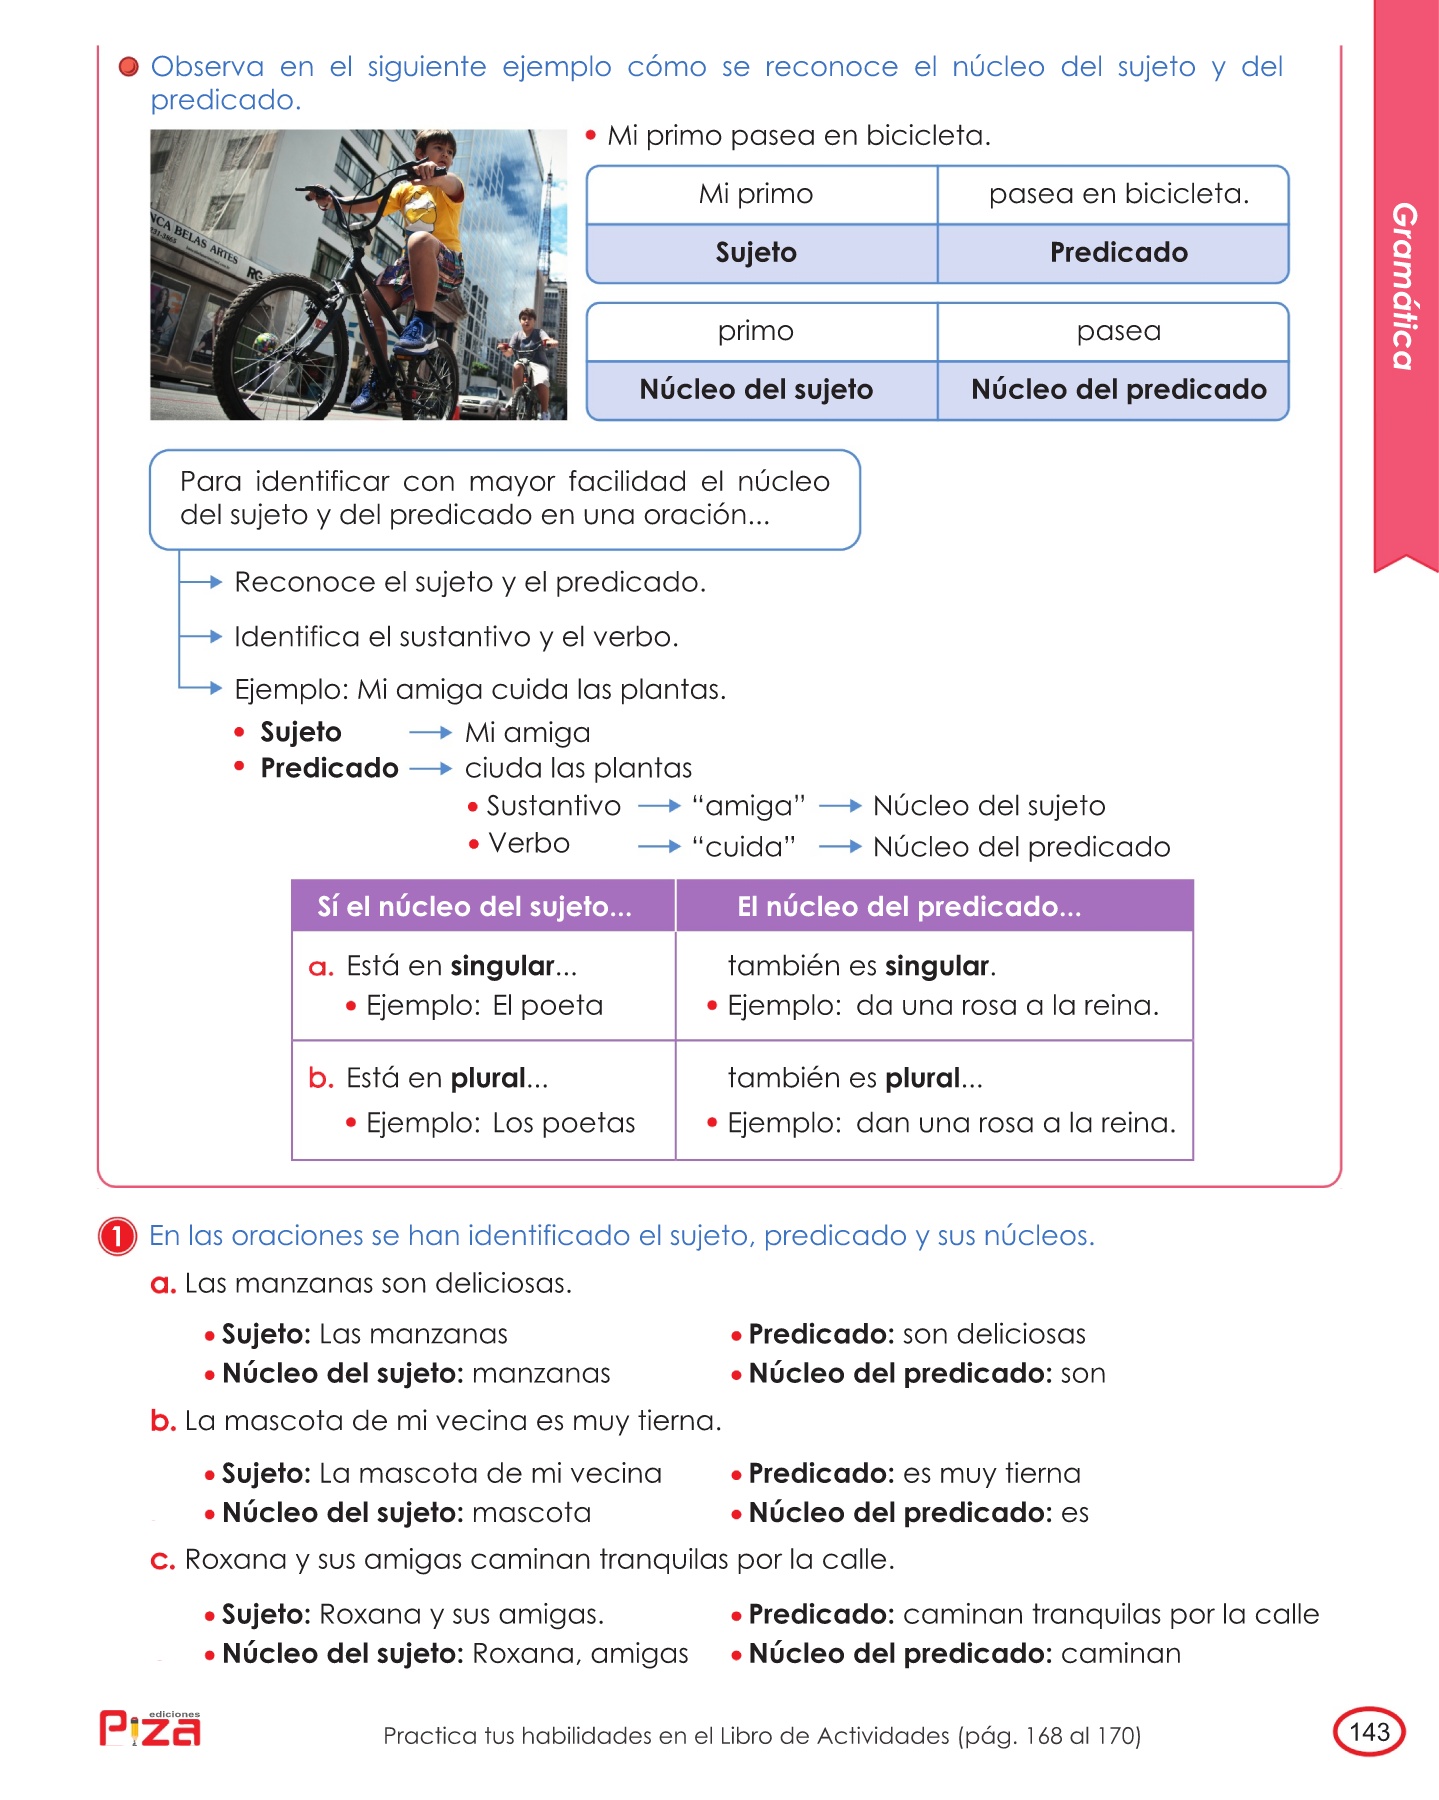 Observa en el siguiente ejemplo cómo se reconoce el núcleo del sujeto y del
predicado.
• Mi primo pasea en bicicleta.
Mi primo pasea en bicicleta.
Sujeto Predicado
primo pasea
Núcleo del sujeto Núcleo del predicado
NCA BELAS ARTES
RG
Gramática
Para identificar con mayor facilidad el núcleo
del sujeto y del predicado en una oración...
Reconoce el sujeto y el predicado.
Identifica el sustantivo y el verbo.
Ejemplo: Mi amiga cuida las plantas.
• Sujeto → Mi amiga
• Predicado → ciuda las plantas
• Sustantivo → “amiga” → Núcleo del sujeto
• Verbo → “cuida” → Núcleo del predicado
Sí el núcleo del sujeto... El núcleo del predicado...
a. Está en singular... también es singular.
• Ejemplo: El poeta • Ejemplo: da una rosa a la reina.
b. Está en plural... también es plural...
• Ejemplo: Los poetas • Ejemplo: dan una rosa a la reina.
1 En las oraciones se han identificado el sujeto, predicado y sus núcleos.
a. Las manzanas son deliciosas.
• Sujeto: Las manzanas • Predicado: son deliciosas
• Núcleo del sujeto: manzanas • Núcleo del predicado: son
b. La mascota de mi vecina es muy tierna.
• Sujeto: La mascota de mi vecina • Predicado: es muy tierna
• Núcleo del sujeto: mascota • Núcleo del predicado: es
c. Roxana y sus amigas caminan tranquilas por la calle.
• Sujeto: Roxana y sus amigas. • Predicado: caminan tranquilas por la calle
• Núcleo del sujeto: Roxana, amigas • Núcleo del predicado: caminan
ediciones
Piza
Practica tus habilidades en el Libro de Actividades (pág. 168 al 170)
143